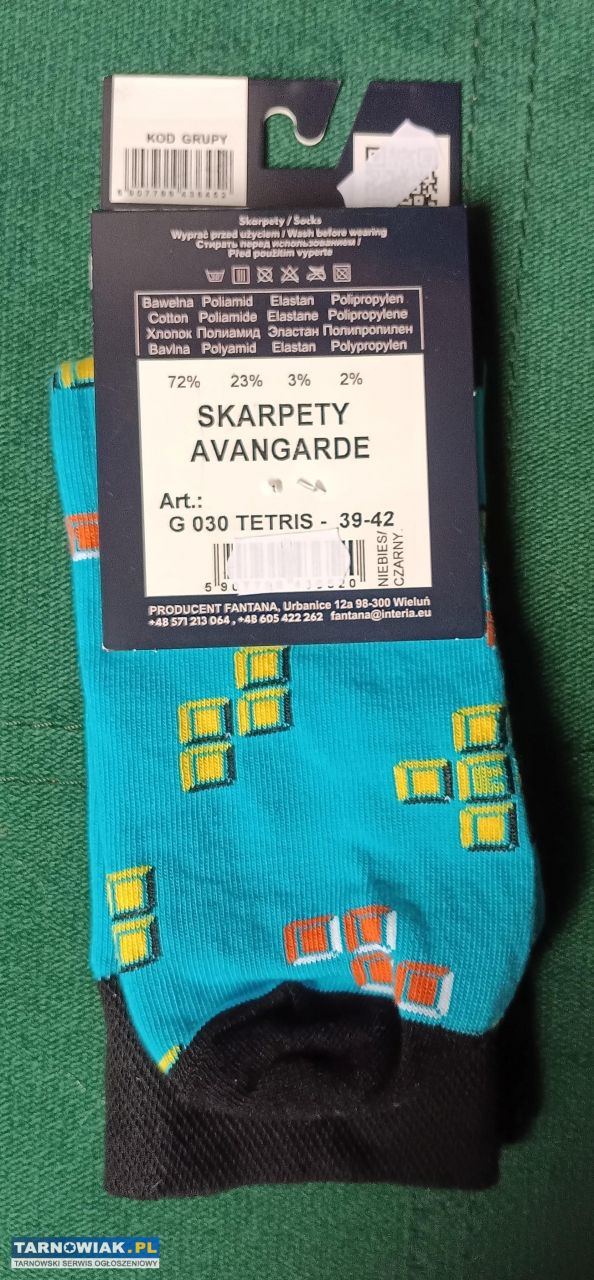 KOD GRUPY
Skarpety / Socks
Wyprać przed użyciem / Wash before wearing
Стирать перед использованием /
Před použitím vyperte
Bawełna Poliamid Elastan Polipropylen
Cotton Poliamide Elastane Polipropylene
Хлопок Полиамид Эластан Полипропилен
Bavlna Polyamid Elastan Polypropylen
72% 23% 3% 2%
SKARPETY
AVANGARDE
Art.:
G 030 TETRIS - 39-42
NIEBIES/
CZARNY.
PRODUCENT FANTANA, Urbanice 12a 98-300 Wieluń
+48 571 213 064 , +48 605 422 262 fantana@interia.eu
TARNOWIAK.PL
TARNOWSKI SERWIS OGŁOSZENIOWY